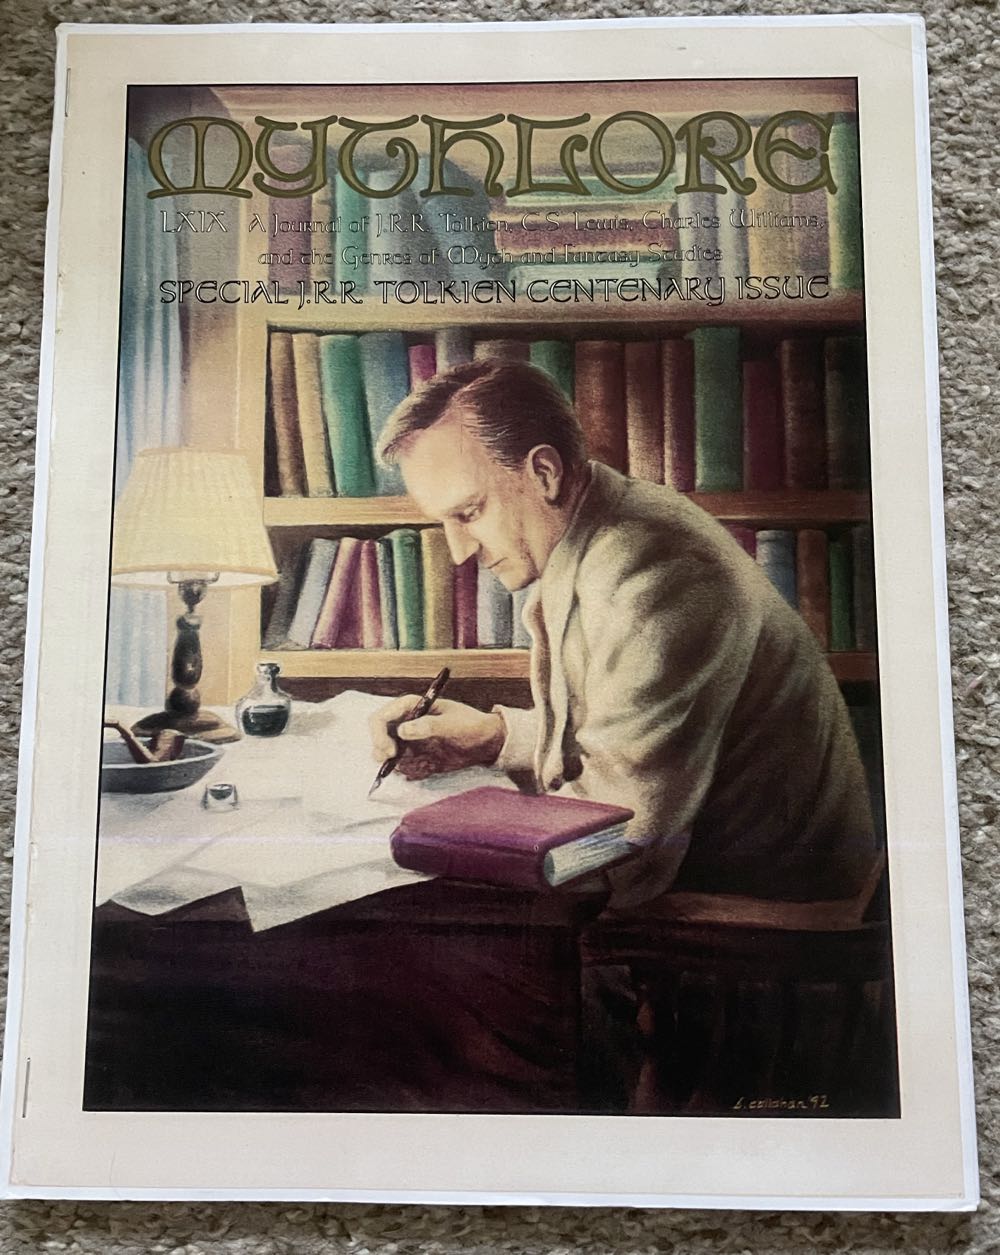 MYTHLORE
LXIX A Journal of J.R.R. Tolkien, C.S. Lewis, Charles Williams,
and the Genres of Myth and Fantasy Studies
SPECIAL J.R.R. TOLKIEN CENTENARY ISSUE
S. Callahan '92